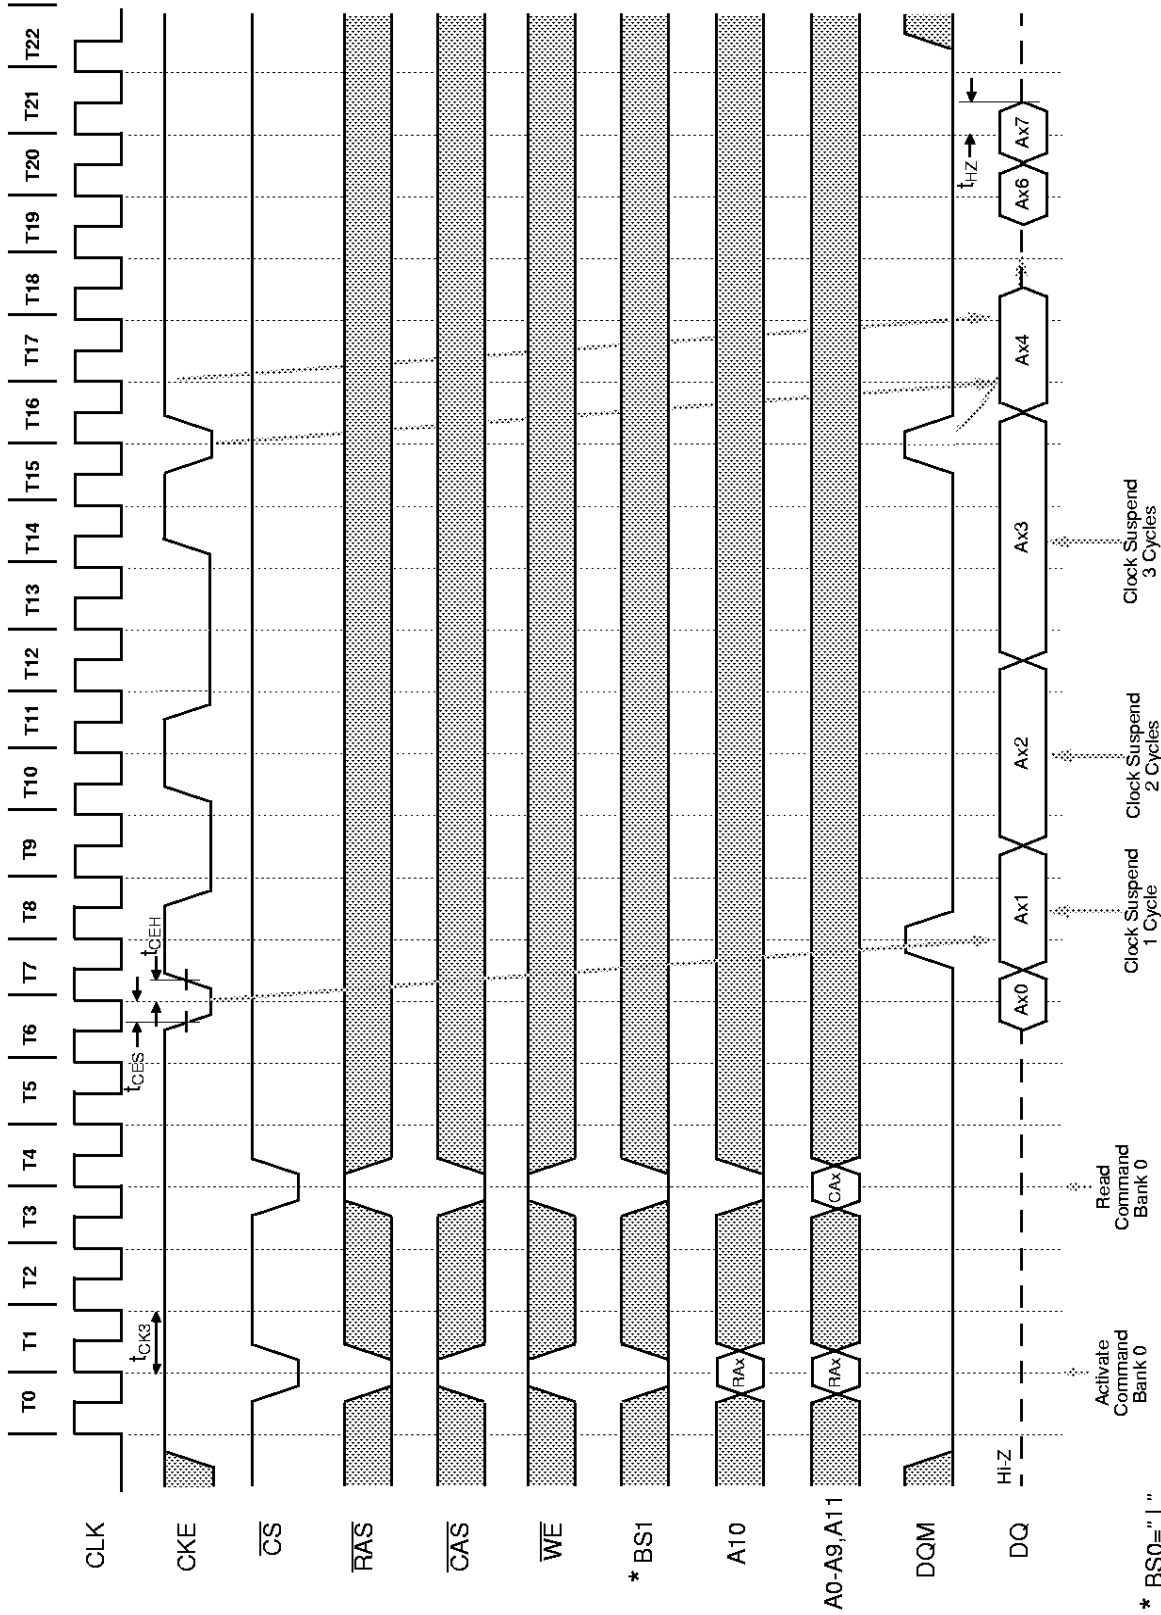 T0 T1 T2 T3 T4 T5 T6 T7 T8 T9 T10 T11 T12 T13 T14 T15 T16 T17 T18 T19 T20 T21 T22
CLK
tCK3
tCES
tCEH
CKE
CS
RAS
CAS
WE
* BS1
A10
RAx
A0-A9,A11
RAx
CAx
DQM
tHZ
Hi-Z
DQ
Ax0 Ax1 Ax2 Ax3 Ax4 Ax6 Ax7
Activate
Command
Bank 0
Read
Command
Bank 0
Clock Suspend
1 Cycle
Clock Suspend
2 Cycles
Clock Suspend
3 Cycles